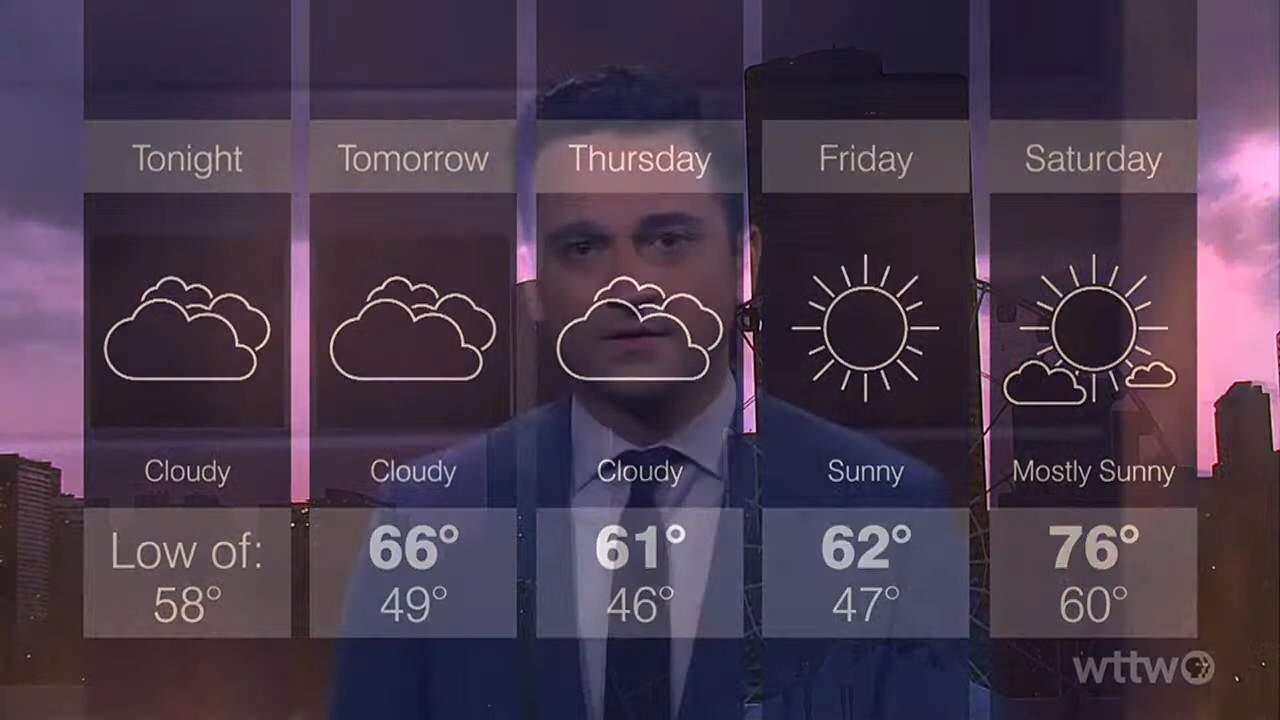 Tonight
Tomorrow
Thursday
Friday
Saturday
Cloudy
Cloudy
Cloudy
Sunny
Mostly Sunny
Low of:
58°
66°
49°
61°
46°
62°
47°
76°
60°
wttw